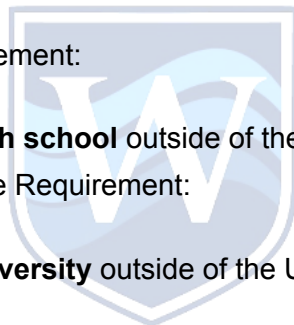 ement:
h school outside of the
e Requirement:
versity outside of the U
W